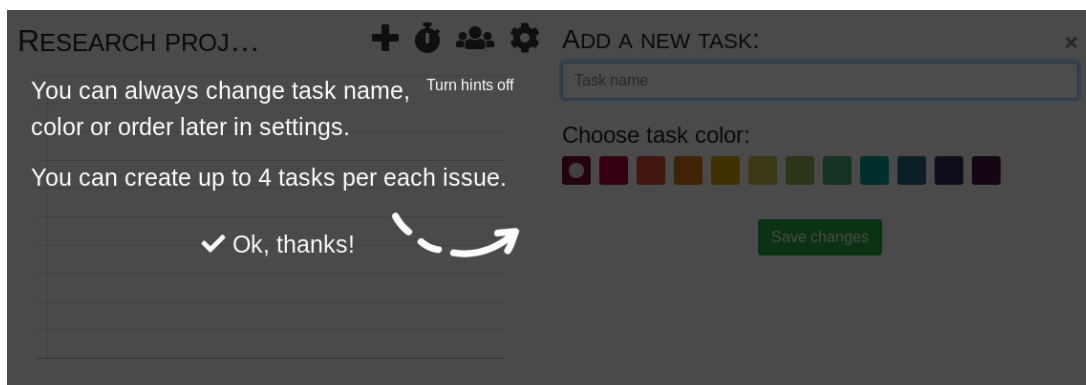 RESEARCH PROJ...
ADD A NEW TASK:
×
Turn hints off
You can always change task name,
color or order later in settings.
You can create up to 4 tasks per each issue.
Ok, thanks!
Task name
Choose task color:
Save changes